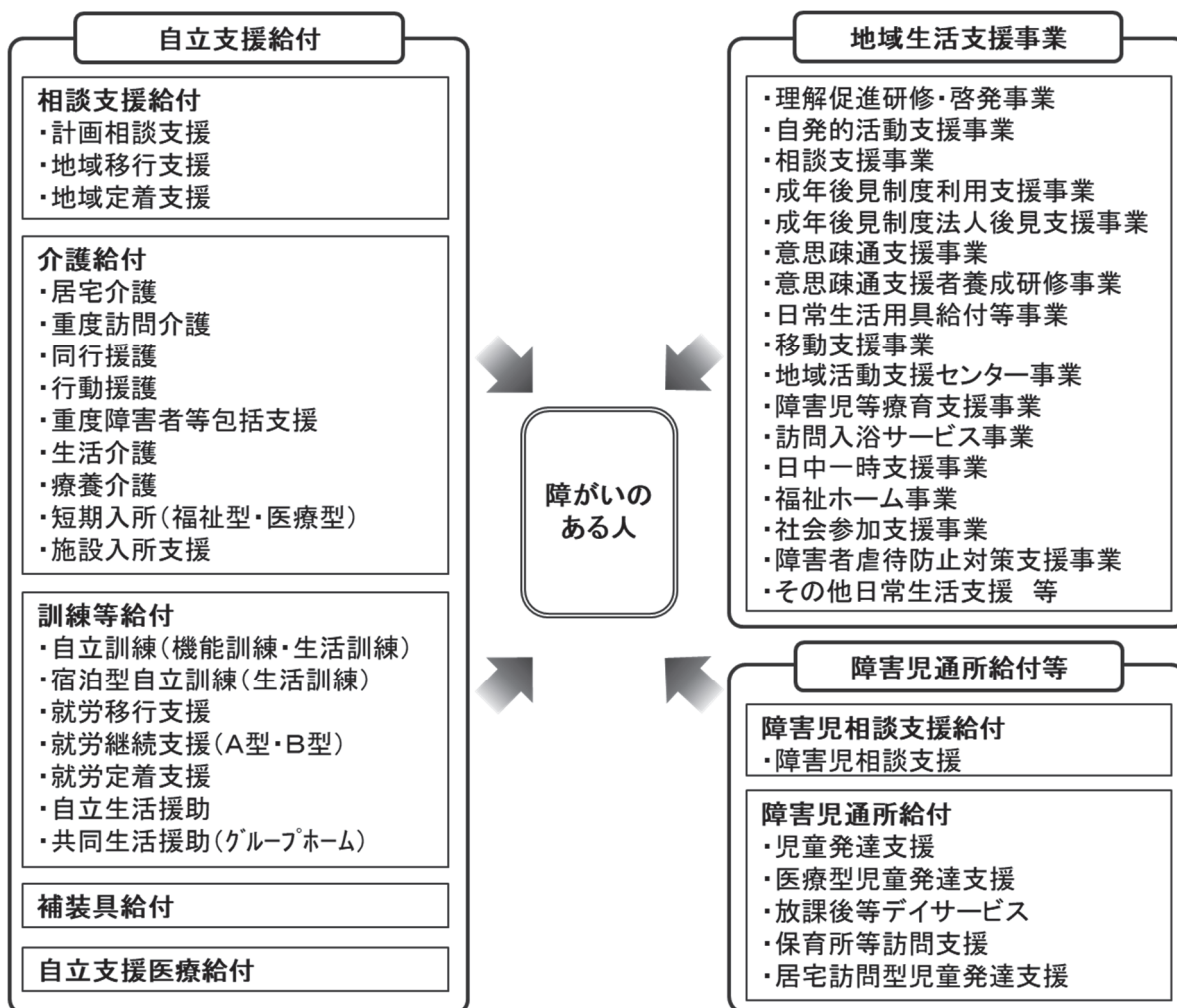 自立支援給付
相談支援給付
・計画相談支援
・地域移行支援
・地域定着支援
介護給付
・居宅介護
・重度訪問介護
・同行援護
・行動援護
・重度障害者等包括支援
・生活介護
・療養介護
・短期入所（福祉型・医療型）
・施設入所支援
訓練等給付
・自立訓練（機能訓練・生活訓練）
・宿泊型自立訓練（生活訓練）
・就労移行支援
・就労継続支援（Ａ型・Ｂ型）
・就労定着支援
・自立生活援助
・共同生活援助（ｸﾞﾙｰﾌﾟﾎｰﾑ）
補装具給付
自立支援医療給付
障がいの
ある人
地域生活支援事業
・理解促進研修・啓発事業
・自発的活動支援事業
・相談支援事業
・成年後見制度利用支援事業
・成年後見制度法人後見支援事業
・意思疎通支援事業
・意思疎通支援者養成研修事業
・日常生活用具給付等事業
・移動支援事業
・地域活動支援センター事業
・障害児等療育支援事業
・訪問入浴サービス事業
・日中一時支援事業
・福祉ホーム事業
・社会参加支援事業
・障害者虐待防止対策支援事業
・その他日常生活支援　等
障害児通所給付等
障害児相談支援給付
・障害児相談支援
障害児通所給付
・児童発達支援
・医療型児童発達支援
・放課後等デイサービス
・保育所等訪問支援
・居宅訪問型児童発達支援